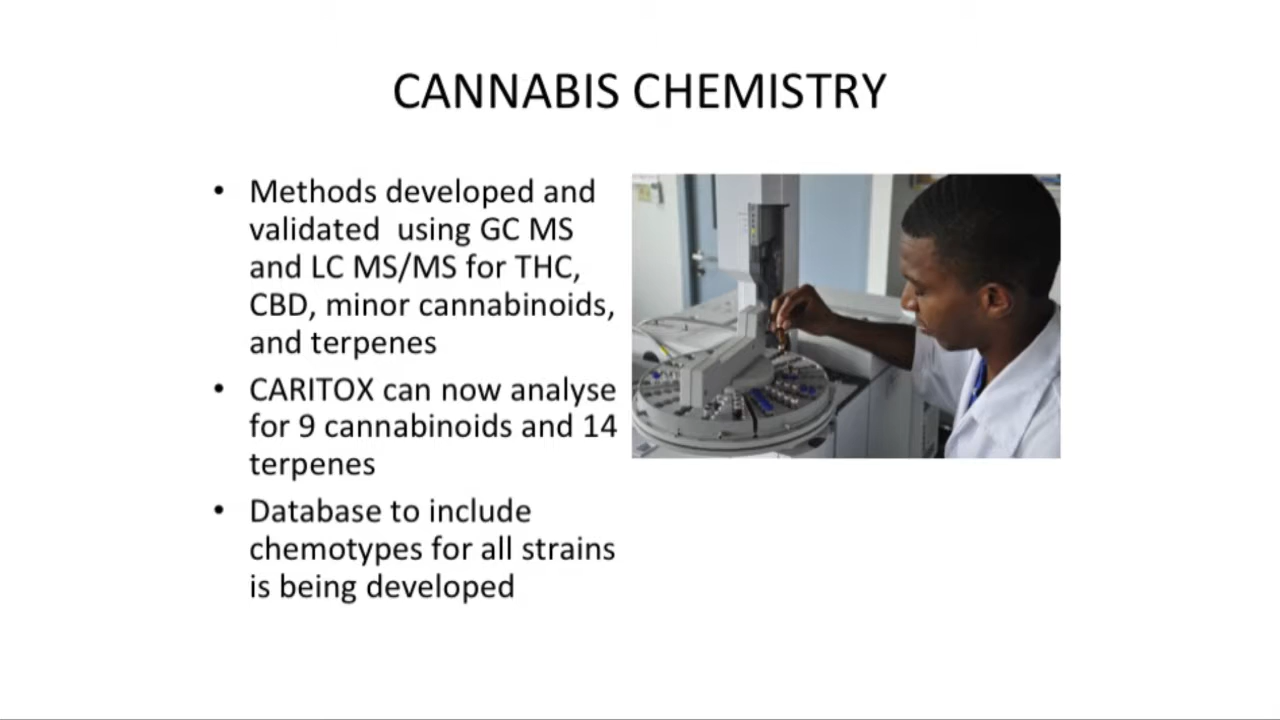 CANNABIS CHEMISTRY
• Methods developed and
validated  using GC MS
and LC MS/MS for THC,
CBD, minor cannabinoids,
and terpenes
• CARITOX can now analyse
for 9 cannabinoids and 14
terpenes
• Database to include
chemotypes for all strains
is being developed